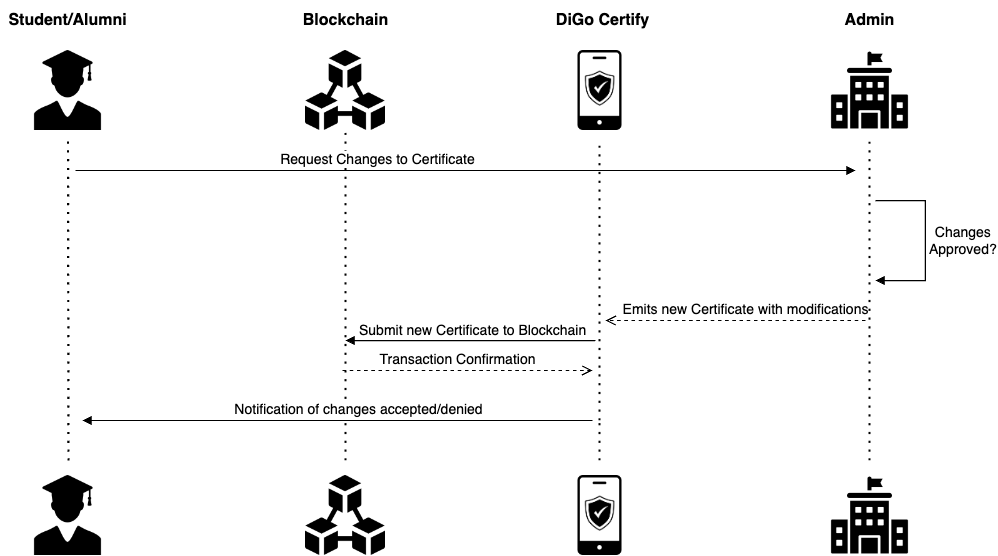 Student/Alumni
Blockchain
DiGo Certify
Admin
Request Changes to Certificate
Changes
Approved?
Emits new Certificate with modifications
Submit new Certificate to Blockchain
Transaction Confirmation
Notification of changes accepted/denied